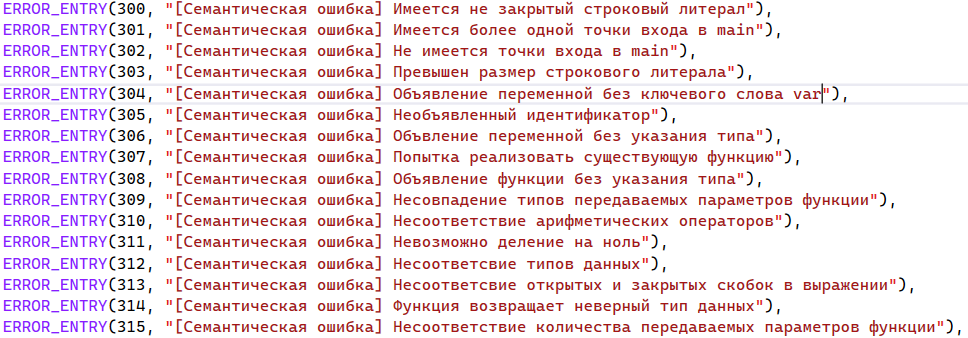 ERROR_ENTRY(300, "[Семантическая ошибка] Имеется не закрытый строковый литерал"),
ERROR_ENTRY(301, "[Семантическая ошибка] Имеется более одной точки входа в main"),
ERROR_ENTRY(302, "[Семантическая ошибка] Не имеется точки входа в main"),
ERROR_ENTRY(303, "[Семантическая ошибка] Превышен размер строкового литерала"),
ERROR_ENTRY(304, "[Семантическая ошибка] Объявление переменной без ключевого слова var"),
ERROR_ENTRY(305, "[Семантическая ошибка] Необъявленный идентификатор"),
ERROR_ENTRY(306, "[Семантическая ошибка] Объвление переменной без указания типа"),
ERROR_ENTRY(307, "[Семантическая ошибка] Попытка реализовать существующую функцию"),
ERROR_ENTRY(308, "[Семантическая ошибка] Объявление функции без указания типа"),
ERROR_ENTRY(309, "[Семантическая ошибка] Несовпадение типов передаваемых параметров функции"),
ERROR_ENTRY(310, "[Семантическая ошибка] Несоответствие арифметических операторов"),
ERROR_ENTRY(311, "[Семантическая ошибка] Невозможно деление на ноль"),
ERROR_ENTRY(312, "[Семантическая ошибка] Несоответсвие типов данных"),
ERROR_ENTRY(313, "[Семантическая ошибка] Несоответсвие открытых и закрытых скобок в выражении"),
ERROR_ENTRY(314, "[Семантическая ошибка] Функция возвращает неверный тип данных"),
ERROR_ENTRY(315, "[Семантическая ошибка] Несоответствие количества передаваемых параметров функции"),